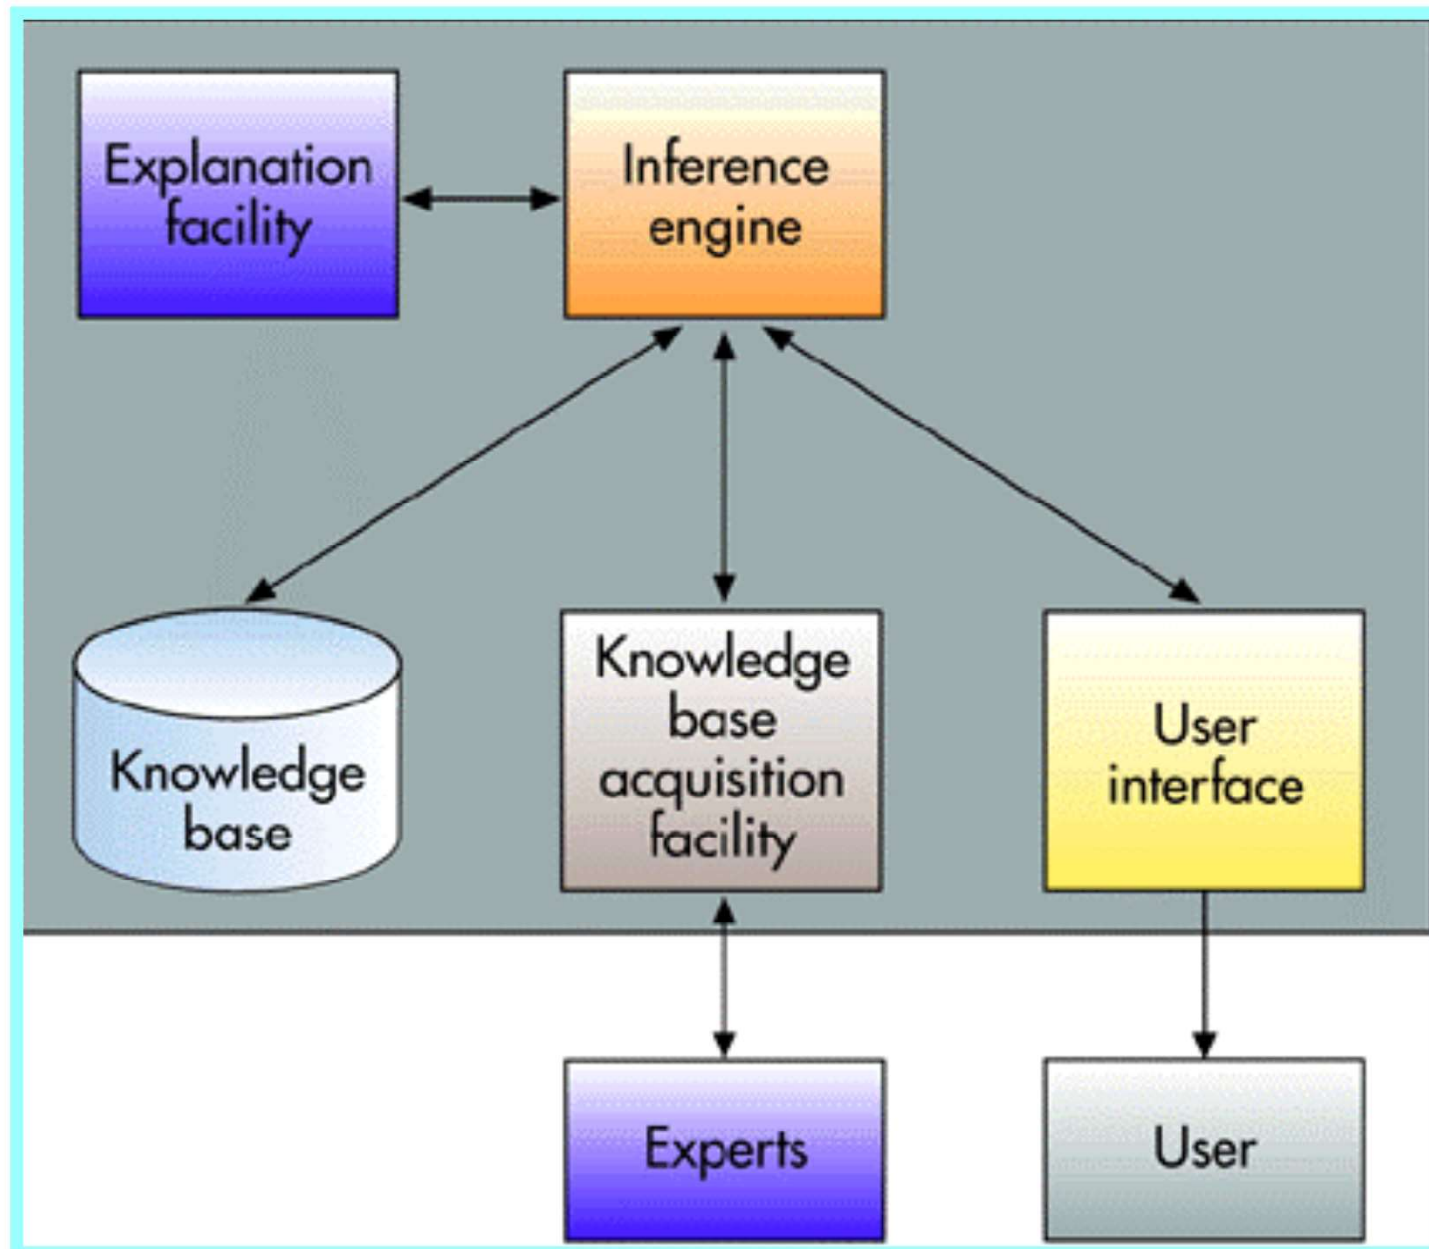 Explanation
facility
Inference
engine
Knowledge
base
Knowledge
base
acquisition
facility
User
interface
Experts
User